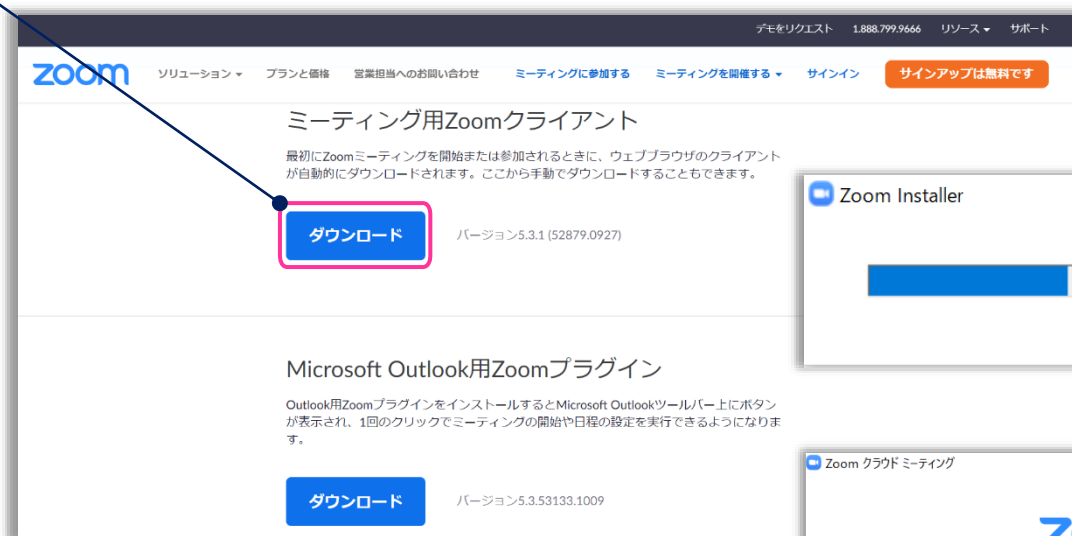 デモをリクエスト 1.888.799.9666 リソース サポート
zoom ソリューション プランと価格 営業担当へのお問い合わせ ミーティングに参加する ミーティングを開催する サインイン サインアップは無料です
ミーティング用Zoomクライアント
最初にZoomミーティングを開始または参加されるときに、ウェブブラウザのクライアント
が自動的にダウンロードされます。ここから手動でダウンロードすることもできます。
ダウンロード バージョン5.3.1 (52879.0927)
Zoom Installer
Microsoft Outlook用Zoomプラグイン
Outlook用ZoomプラグインをインストールするとMicrosoft Outlookツールバー上にボタン
が表示され、1回のクリックでミーティングの開始や日程の設定を実行できるようになりま
す。
ダウンロード バージョン5.3.53133.1009
Zoom クラウド ミーティング